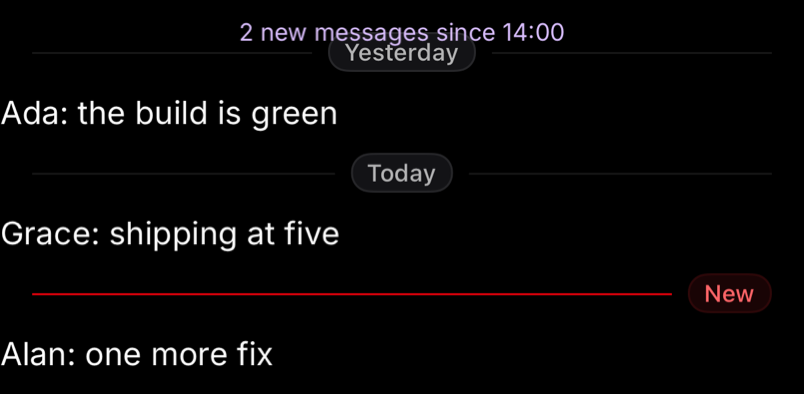 2 new messages since 14:00
Yesterday
Ada: the build is green
Today
Grace: shipping at five
New
Alan: one more fix